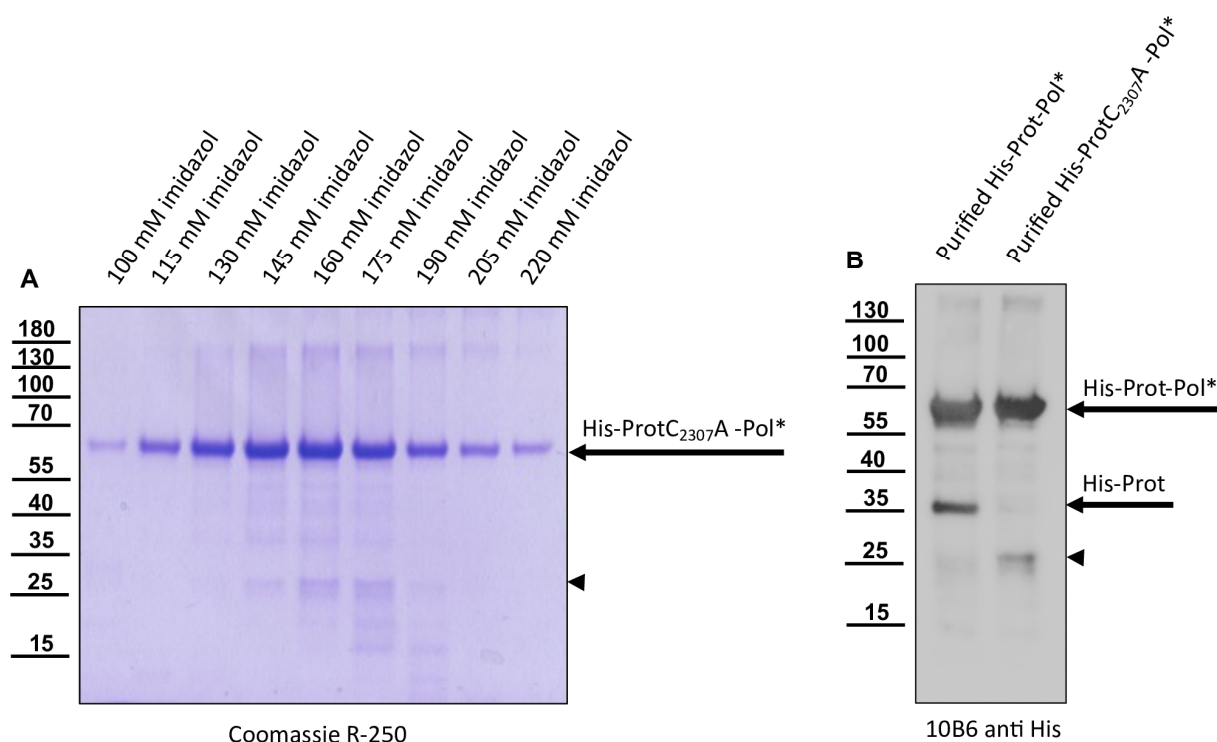 A
100 mM imidazol
115 mM imidazol
130 mM imidazol
145 mM imidazol
160 mM imidazol
175 mM imidazol
190 mM imidazol
205 mM imidazol
220 mM imidazol
180
130
100
70
55
40
35
25
15
His-ProtC₂₃₀₇A -Pol*
Coomassie R-250
B
Purified His-Prot-Pol*
Purified His-ProtC₂₃₀₇A -Pol*
130
100
70
55
40
35
25
15
His-Prot-Pol*
His-Prot
10B6 anti His